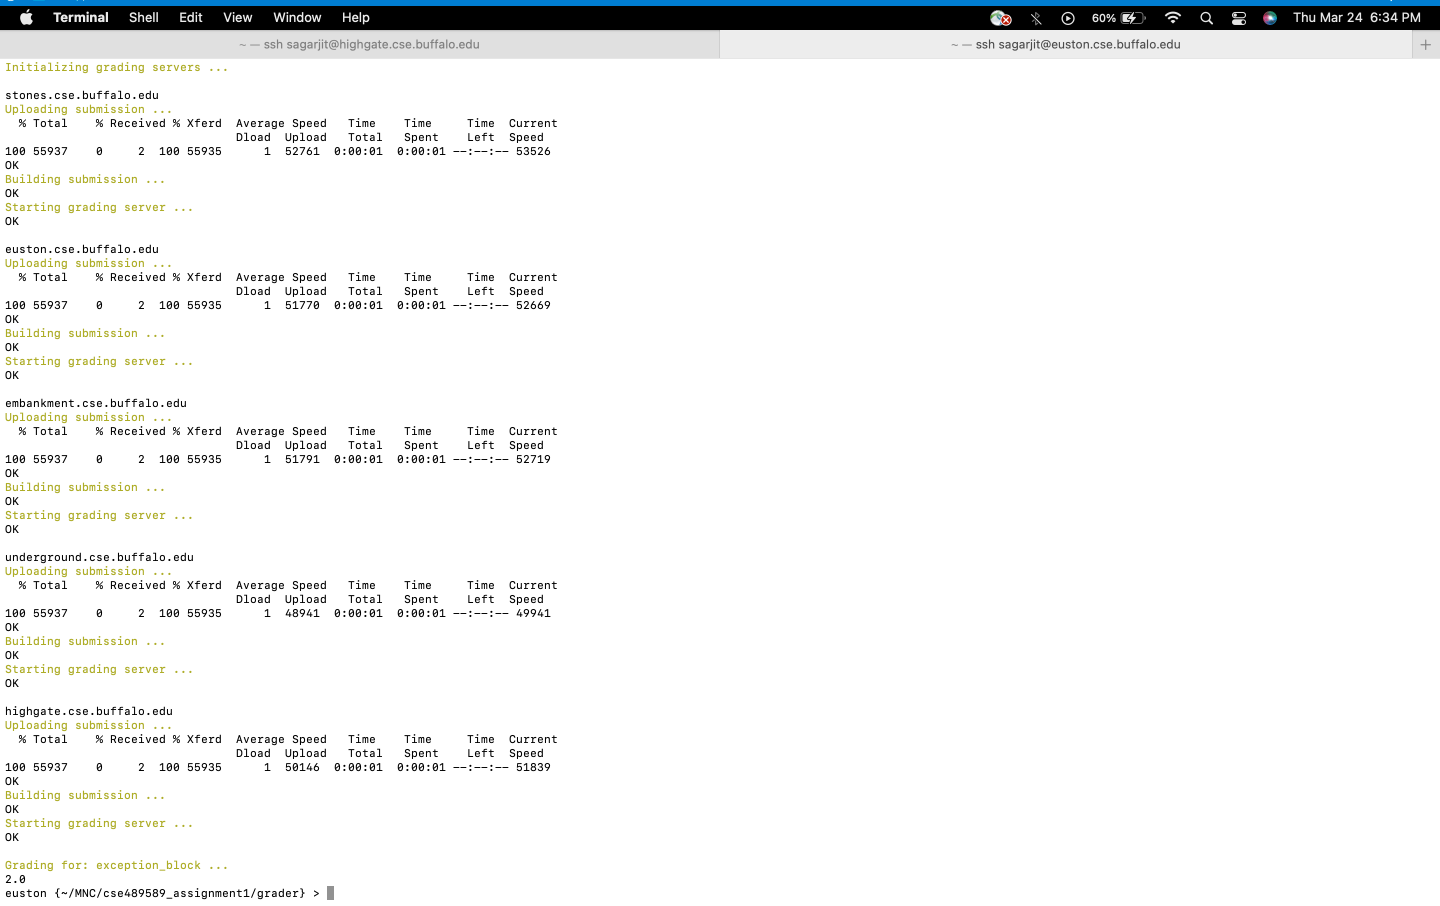 Terminal Shell Edit View Window Help 60% Thu Mar 24 6:34 PM
~ — ssh sagarjit@highgate.cse.buffalo.edu ~ — ssh sagarjit@euston.cse.buffalo.edu +
Initializing grading servers ...
stones.cse.buffalo.edu
Uploading submission ...
% Total % Received % Xferd Average Speed Time Time Time Current
Dload Upload Total Spent Left Speed
100 55937 0 2 100 55935 1 52761 0:00:01 0:00:01 --:--:-- 53526
OK
Building submission ...
OK
Starting grading server ...
OK
euston.cse.buffalo.edu
Uploading submission ...
% Total % Received % Xferd Average Speed Time Time Time Current
Dload Upload Total Spent Left Speed
100 55937 0 2 100 55935 1 51770 0:00:01 0:00:01 --:--:-- 52669
OK
Building submission ...
OK
Starting grading server ...
OK
embankment.cse.buffalo.edu
Uploading submission ...
% Total % Received % Xferd Average Speed Time Time Time Current
Dload Upload Total Spent Left Speed
100 55937 0 2 100 55935 1 51791 0:00:01 0:00:01 --:--:-- 52719
OK
Building submission ...
OK
Starting grading server ...
OK
underground.cse.buffalo.edu
Uploading submission ...
% Total % Received % Xferd Average Speed Time Time Time Current
Dload Upload Total Spent Left Speed
100 55937 0 2 100 55935 1 48941 0:00:01 0:00:01 --:--:-- 49941
OK
Building submission ...
OK
Starting grading server ...
OK
highgate.cse.buffalo.edu
Uploading submission ...
% Total % Received % Xferd Average Speed Time Time Time Current
Dload Upload Total Spent Left Speed
100 55937 0 2 100 55935 1 50146 0:00:01 0:00:01 --:--:-- 51839
OK
Building submission ...
OK
Starting grading server ...
OK
Grading for: exception_block ...
2.0
euston {~/MNC/cse489589_assignment1/grader} >